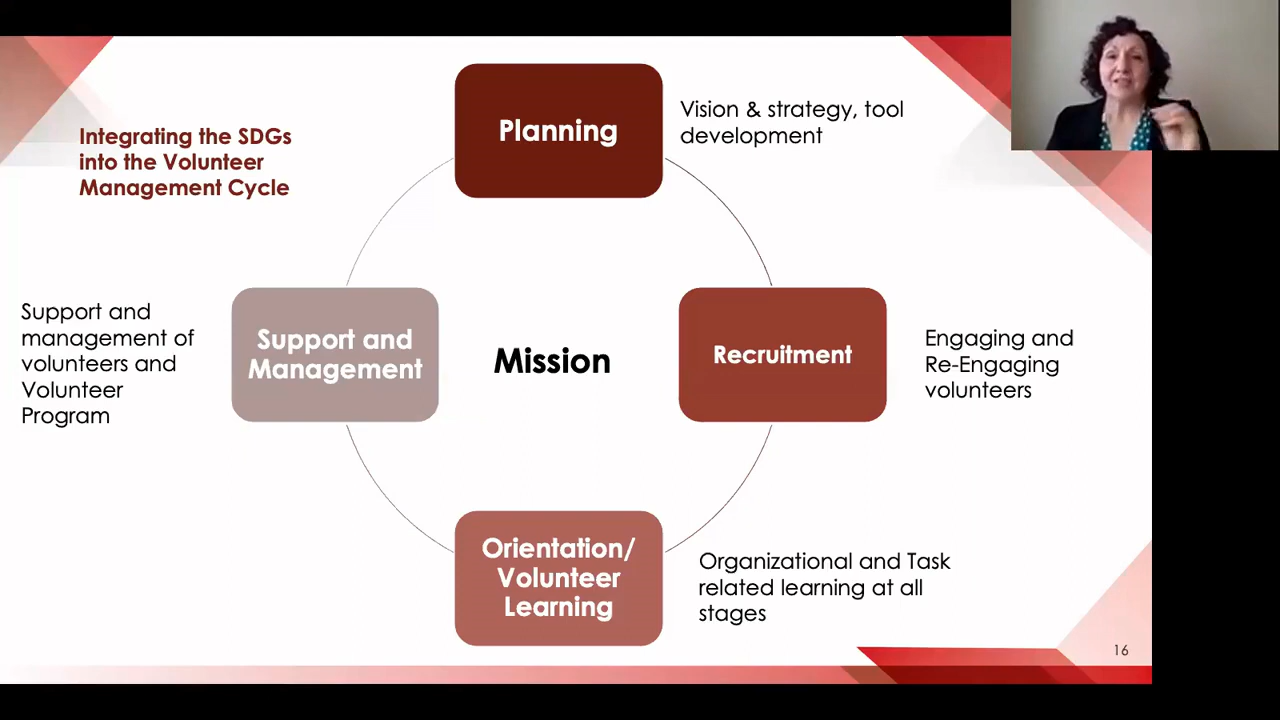 Integrating the SDGs
into the Volunteer
Management Cycle
Planning
Vision & strategy, tool
development
Support and
management of
volunteers and
Volunteer
Program
Support and
Management
Mission
Recruitment
Engaging and
Re-Engaging
volunteers
Orientation/
Volunteer
Learning
Organizational and Task
related learning at all
stages
16